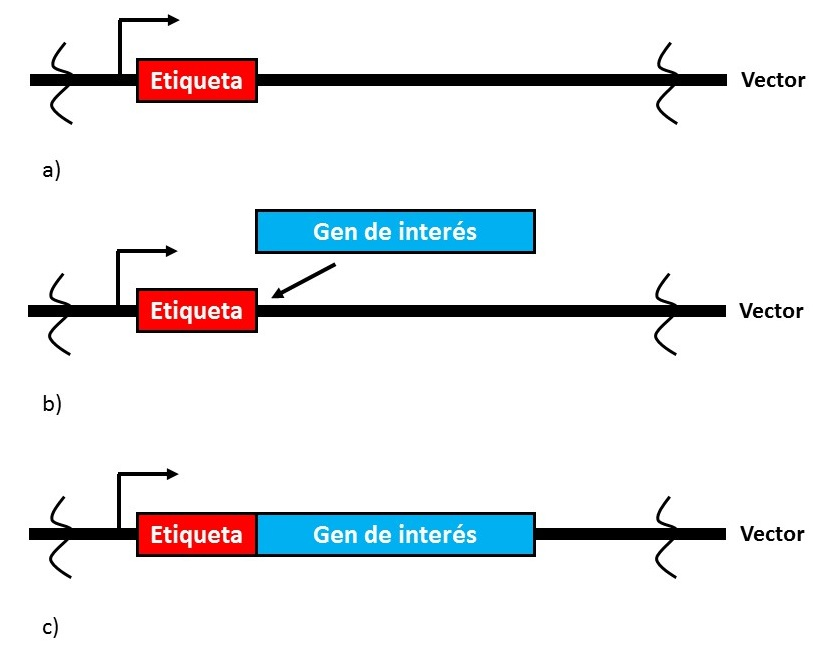 Etiqueta
Vector
a)
Gen de interés
Etiqueta
Vector
b)
Etiqueta
Gen de interés
Vector
c)